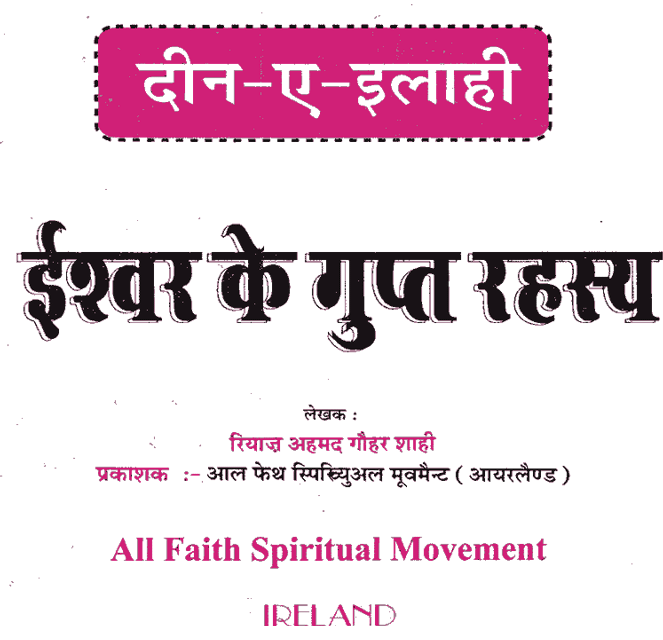 दीन-ए-इलाही
ईश्वर के गुप्त रहस्य
लेखक :
रियाज़ अहमद गौहर शाही
प्रकाशक :- आल फेथ स्पिरिच्युअल मूवमैन्ट ( आयरलैण्ड )
All Faith Spiritual Movement
IRELAND